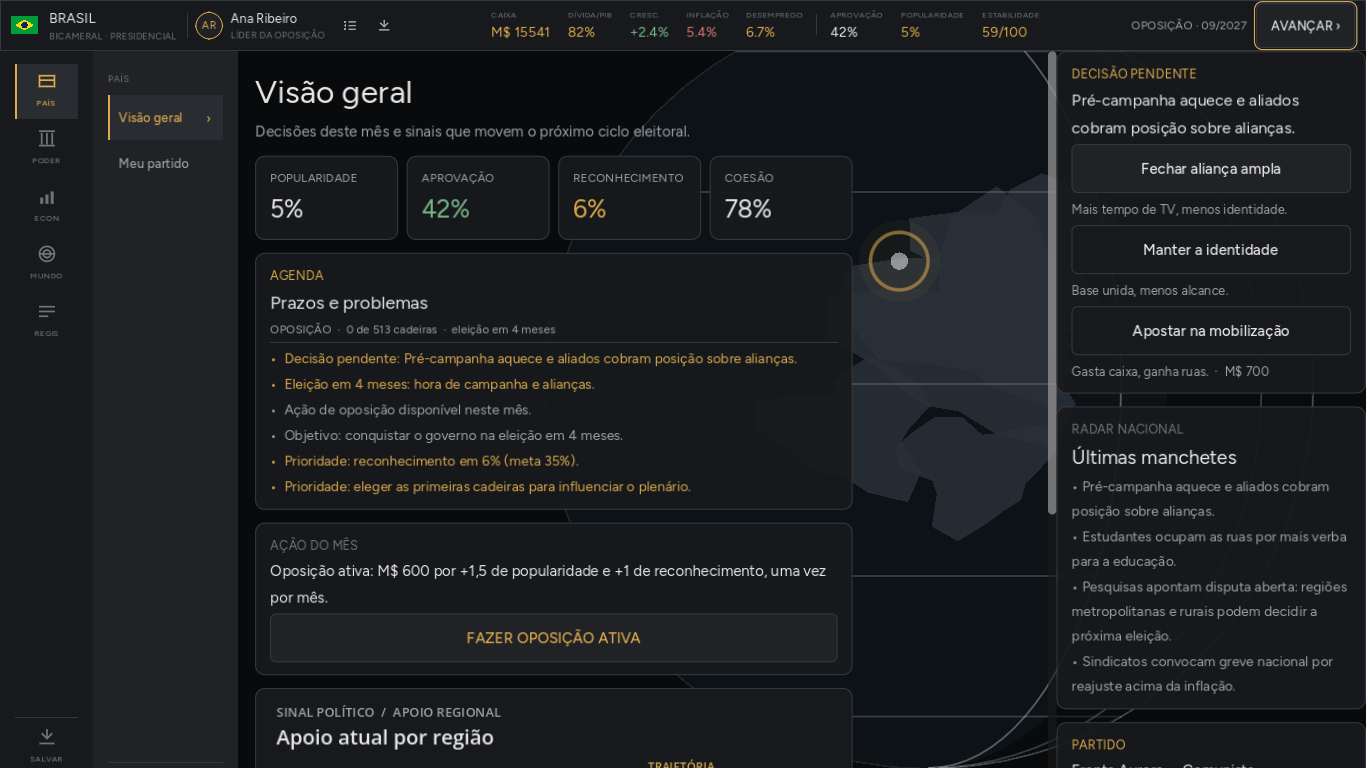 BRASIL
BICAMERAL · PRESIDENCIAL
AR
Ana Ribeiro
LÍDER DA OPOSIÇÃO
CAIXA
M$ 15541
DÍVIDA/PIB
82%
CRESC.
+2.4%
INFLAÇÃO
5.4%
DESEMPREGO
6.7%
APROVAÇÃO
42%
POPULARIDADE
5%
ESTABILIDADE
59/100
OPOSIÇÃO · 09/2027
AVANÇAR ›
PAÍS
PODER
ECON
MUNDO
REGIS
SALVAR
PAÍS
Visão geral ›
Meu partido
Visão geral
Decisões deste mês e sinais que movem o próximo ciclo eleitoral.
POPULARIDADE
5%
APROVAÇÃO
42%
RECONHECIMENTO
6%
COESÃO
78%
AGENDA
Prazos e problemas
OPOSIÇÃO · 0 de 513 cadeiras · eleição em 4 meses
• Decisão pendente: Pré-campanha aquece e aliados cobram posição sobre alianças.
• Eleição em 4 meses: hora de campanha e alianças.
• Ação de oposição disponível neste mês.
• Objetivo: conquistar o governo na eleição em 4 meses.
• Prioridade: reconhecimento em 6% (meta 35%).
• Prioridade: eleger as primeiras cadeiras para influenciar o plenário.
AÇÃO DO MÊS
Oposição ativa: M$ 600 por +1,5 de popularidade e +1 de reconhecimento, uma vez
por mês.
FAZER OPOSIÇÃO ATIVA
SINAL POLÍTICO / APOIO REGIONAL
Apoio atual por região
TRAJETÓRIA
DECISÃO PENDENTE
Pré-campanha aquece e aliados
cobram posição sobre alianças.
Fechar aliança ampla
Mais tempo de TV, menos identidade.
Manter a identidade
Base unida, menos alcance.
Apostar na mobilização
Gasta caixa, ganha ruas. · M$ 700
RADAR NACIONAL
Últimas manchetes
• Pré-campanha aquece e aliados cobram
posição sobre alianças.
• Estudantes ocupam as ruas por mais verba
para a educação.
• Pesquisas apontam disputa aberta: regiões
metropolitanas e rurais podem decidir a
próxima eleição.
• Sindicatos convocam greve nacional por
reajuste acima da inflação.
PARTIDO